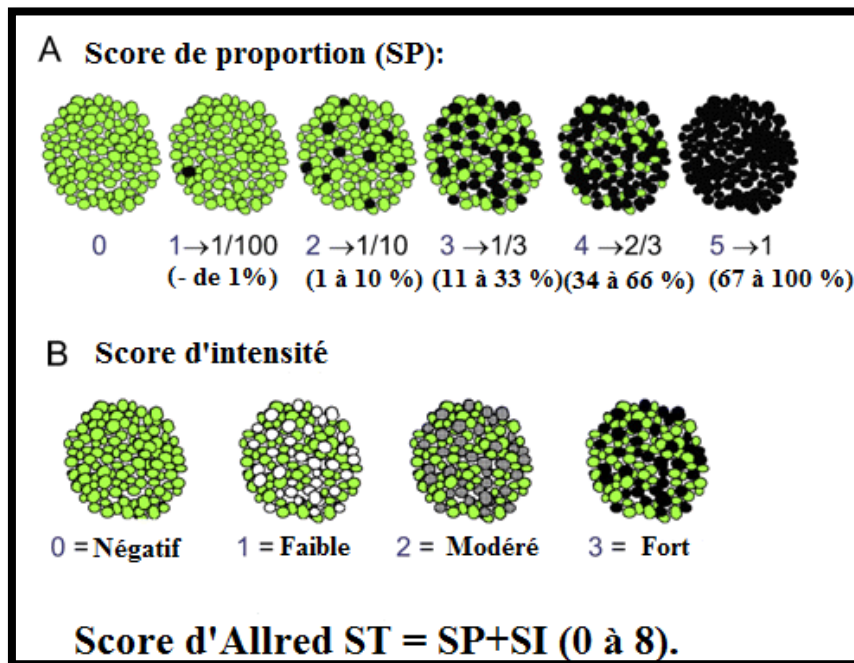 A Score de proportion (SP):
0 1→1/100 2 →1/10 3 →1/3 4 →2/3 5 →1
(- de 1%) (1 à 10 %) (11 à 33 %) (34 à 66 %) (67 à 100 %)
B Score d'intensité
0 = Négatif 1 = Faible 2 = Modéré 3 = Fort
Score d'Allred ST = SP+SI (0 à 8).